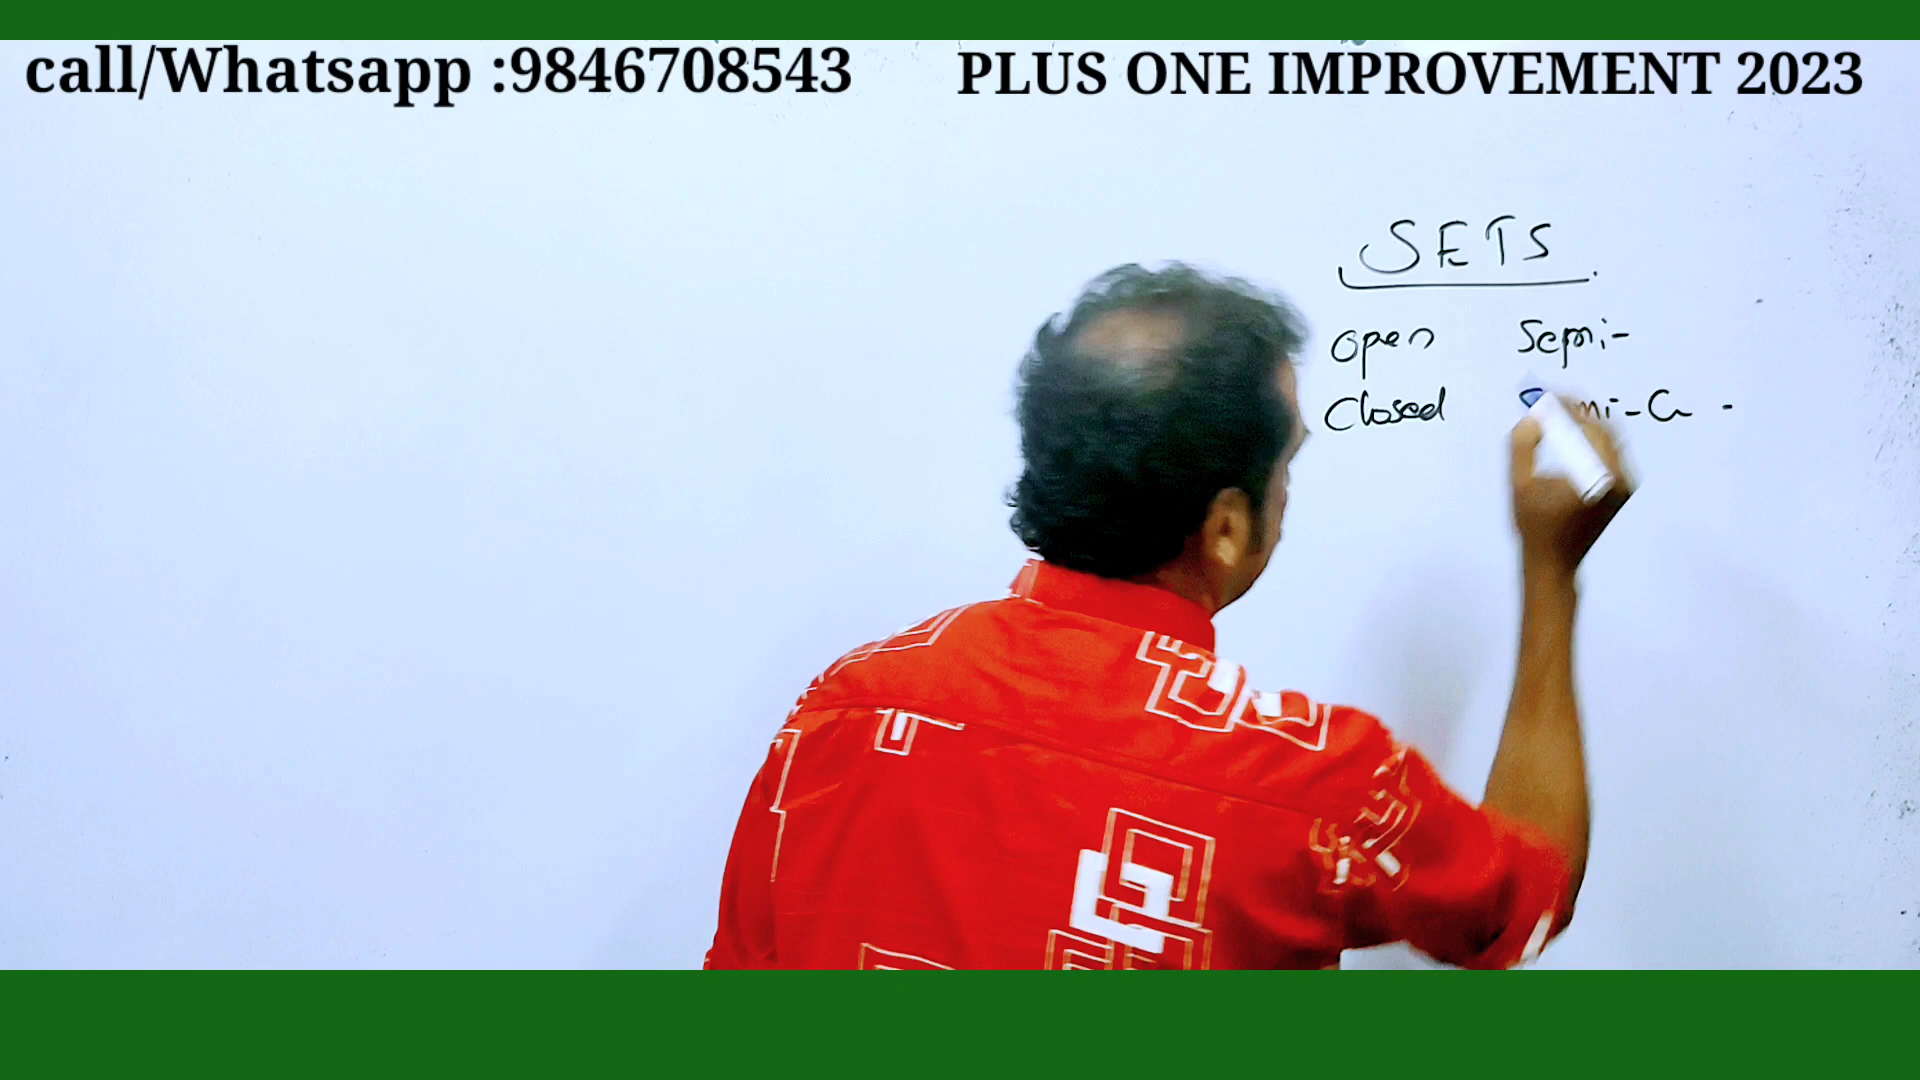 call/Whatsapp :9846708543
PLUS ONE IMPROVEMENT 2023
SETS
open Semi-
Closed